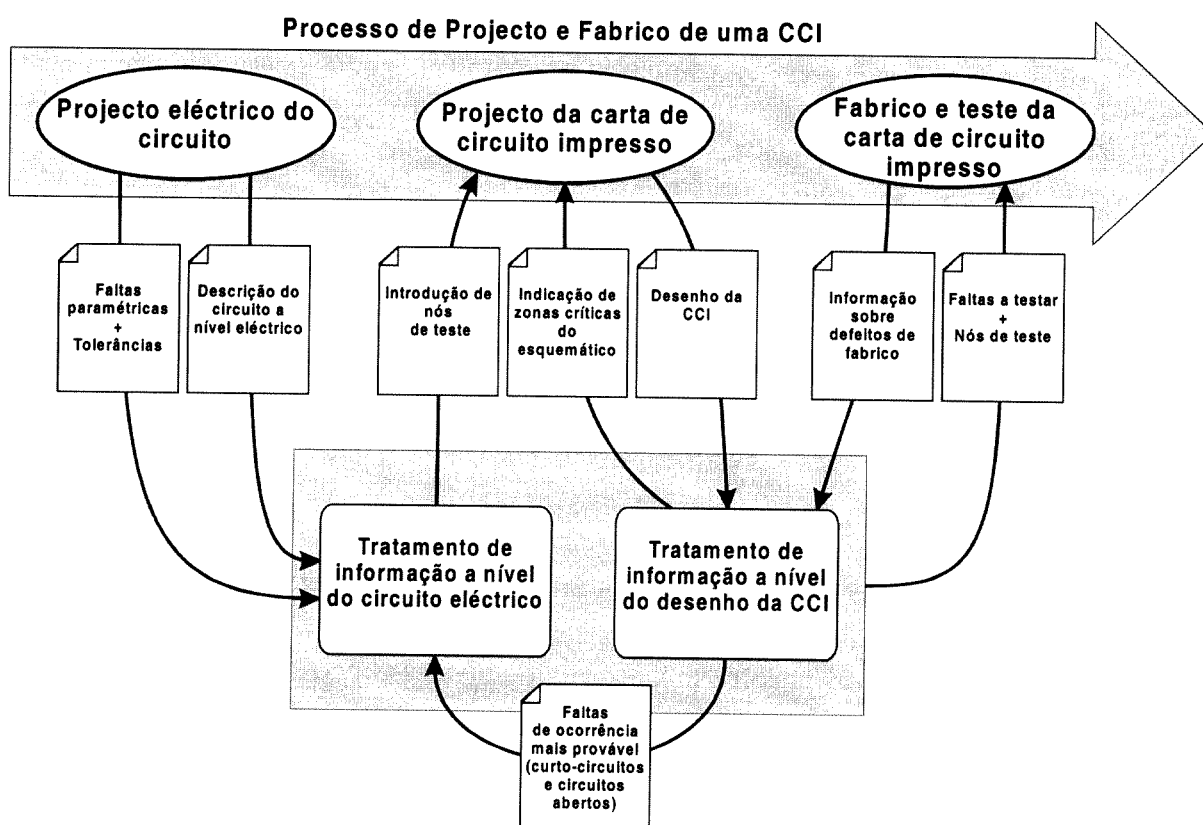 Processo de Projecto e Fabrico de uma CCI
Projecto eléctrico do
circuito
Projecto da carta de
circuito impresso
Fabrico e teste da
carta de circuito
impresso
Faltas
paramétricas
+
Tolerâncias
Descrição do
circuito a
nível eléctrico
Introdução de
nós
de teste
Indicação de
zonas críticas
do
esquemático
Desenho da
CCI
Informação
sobre
defeitos de
fabrico
Faltas a testar
+
Nós de teste
Tratamento de
informação a nível
do circuito eléctrico
Tratamento de
informação a nível
do desenho da CCI
Faltas
de ocorrência
mais provável
(curto-circuitos
e circuitos
abertos)